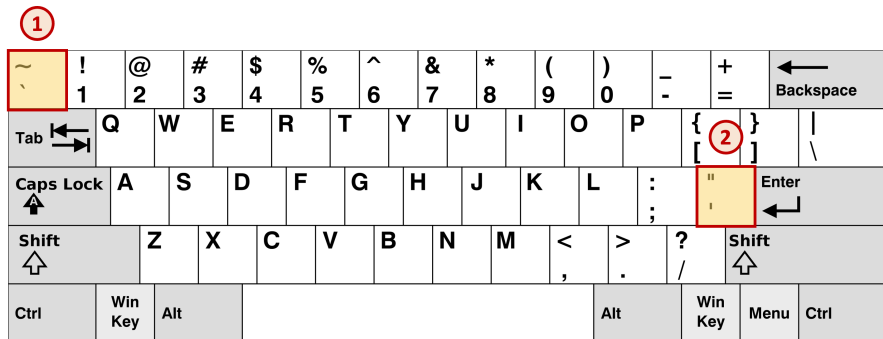 1
~ ! @ # $ % ^ & * ( ) _ +
` 1 2 3 4 5 6 7 8 9 0 - = Backspace
Tab Q W E R T Y U I O P { } |
[ 2 ] \
Caps Lock A S D F G H J K L : " Enter
A ; '
Shift Z X C V B N M < > ? Shift
, . /
Ctrl Win Key Alt Alt Win Key Menu Ctrl